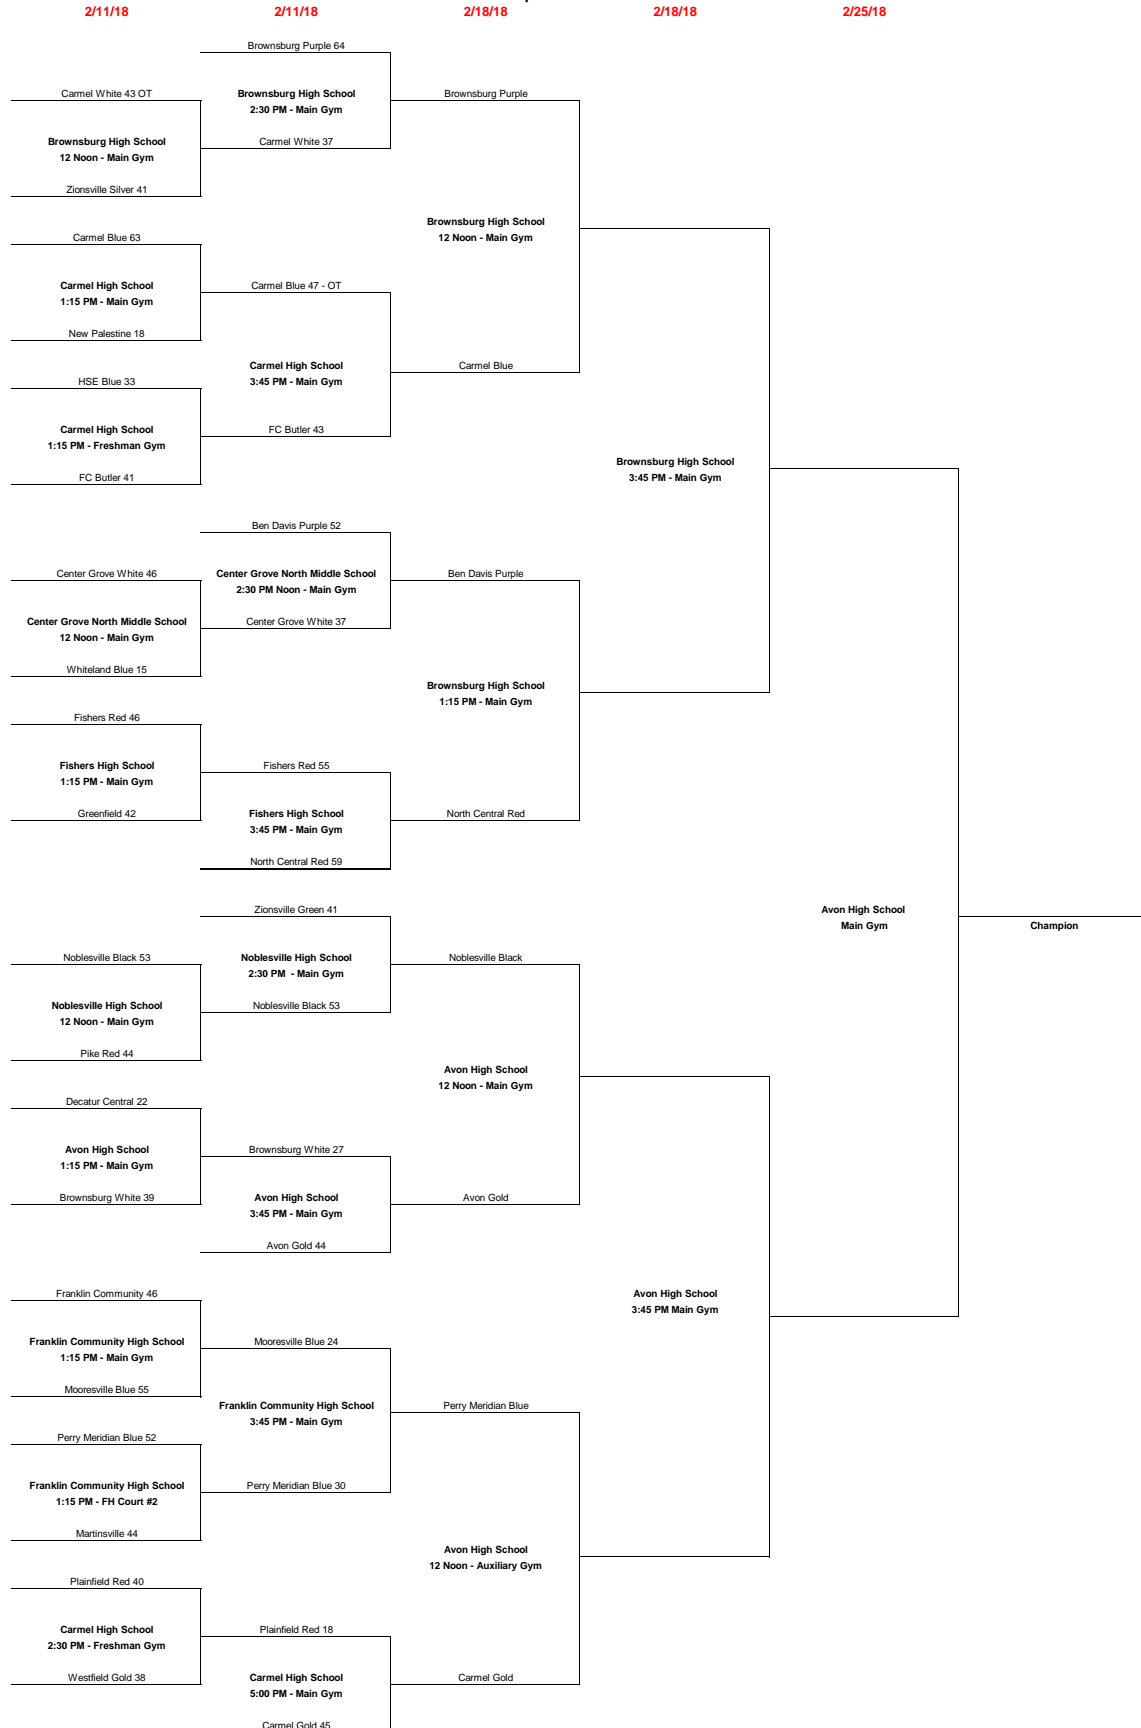 2/11/18 2/11/18 2/18/18 2/18/18 2/25/18
Brownsburg Purple 64
Carmel White 43 OT
Brownsburg High School
2:30 PM - Main Gym
Brownsburg Purple
Brownsburg High School
12 Noon - Main Gym
Carmel White 37
Zionsville Silver 41
Carmel Blue 63
Brownsburg High School
12 Noon - Main Gym
Carmel High School
1:15 PM - Main Gym
Carmel Blue 47 - OT
New Palestine 18
HSE Blue 33
Carmel High School
3:45 PM - Main Gym
Carmel Blue
Carmel High School
1:15 PM - Freshman Gym
FC Butler 43
FC Butler 41
Brownsburg High School
3:45 PM - Main Gym
Ben Davis Purple 52
Center Grove White 46
Center Grove North Middle School
2:30 PM Noon - Main Gym
Ben Davis Purple
Center Grove North Middle School
12 Noon - Main Gym
Center Grove White 37
Whiteland Blue 15
Brownsburg High School
1:15 PM - Main Gym
Fishers Red 46
Fishers High School
1:15 PM - Main Gym
Fishers Red 55
Greenfield 42
Fishers High School
3:45 PM - Main Gym
North Central Red
North Central Red 59
Zionsville Green 41
Avon High School
Main Gym
Champion
Noblesville Black 53
Noblesville High School
2:30 PM  - Main Gym
Noblesville Black
Noblesville High School
12 Noon - Main Gym
Noblesville Black 53
Pike Red 44
Avon High School
12 Noon - Main Gym
Decatur Central 22
Avon High School
1:15 PM - Main Gym
Brownsburg White 27
Brownsburg White 39
Avon High School
3:45 PM - Main Gym
Avon Gold
Avon Gold 44
Franklin Community 46
Avon High School
3:45 PM Main Gym
Franklin Community High School
1:15 PM - Main Gym
Mooresville Blue 24
Mooresville Blue 55
Franklin Community High School
3:45 PM - Main Gym
Perry Meridian Blue
Perry Meridian Blue 52
Franklin Community High School
1:15 PM - FH Court #2
Perry Meridian Blue 30
Martinsville 44
Avon High School
12 Noon - Auxiliary Gym
Plainfield Red 40
Carmel High School
2:30 PM - Freshman Gym
Plainfield Red 18
Westfield Gold 38
Carmel High School
5:00 PM - Main Gym
Carmel Gold
Carmel Gold 45